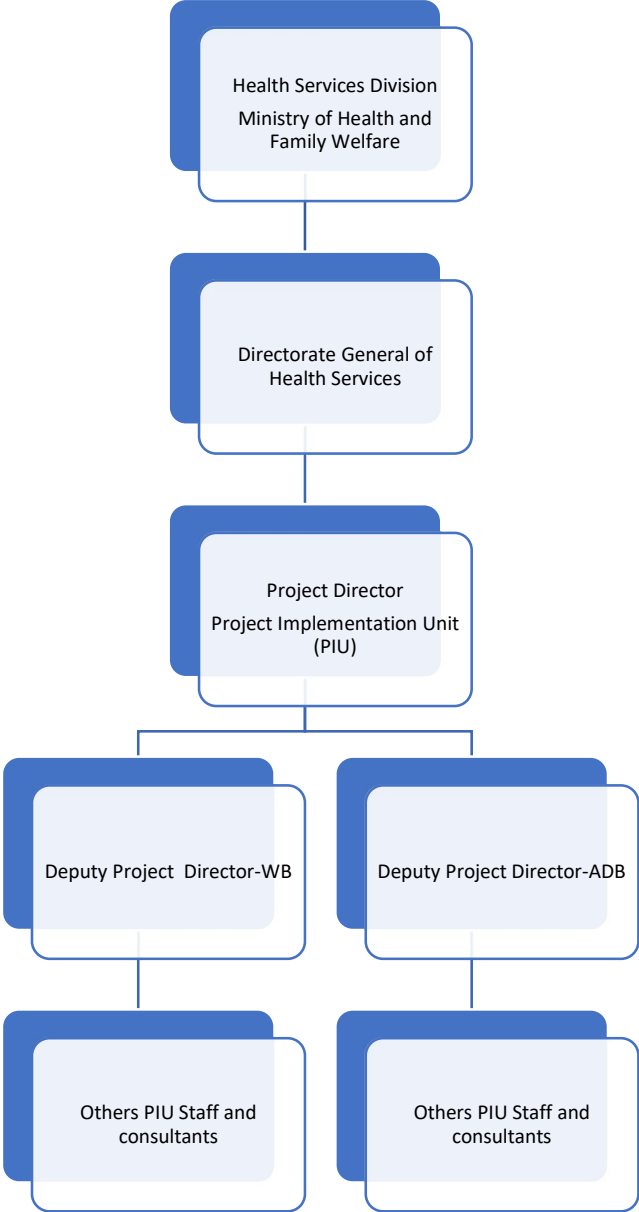 Health Services Division
Ministry of Health and
Family Welfare
Directorate General of
Health Services
Project Director
Project Implementation Unit
(PIU)
Deputy Project  Director-WB
Deputy Project Director-ADB
Others PIU Staff and
consultants
Others PIU Staff and
consultants